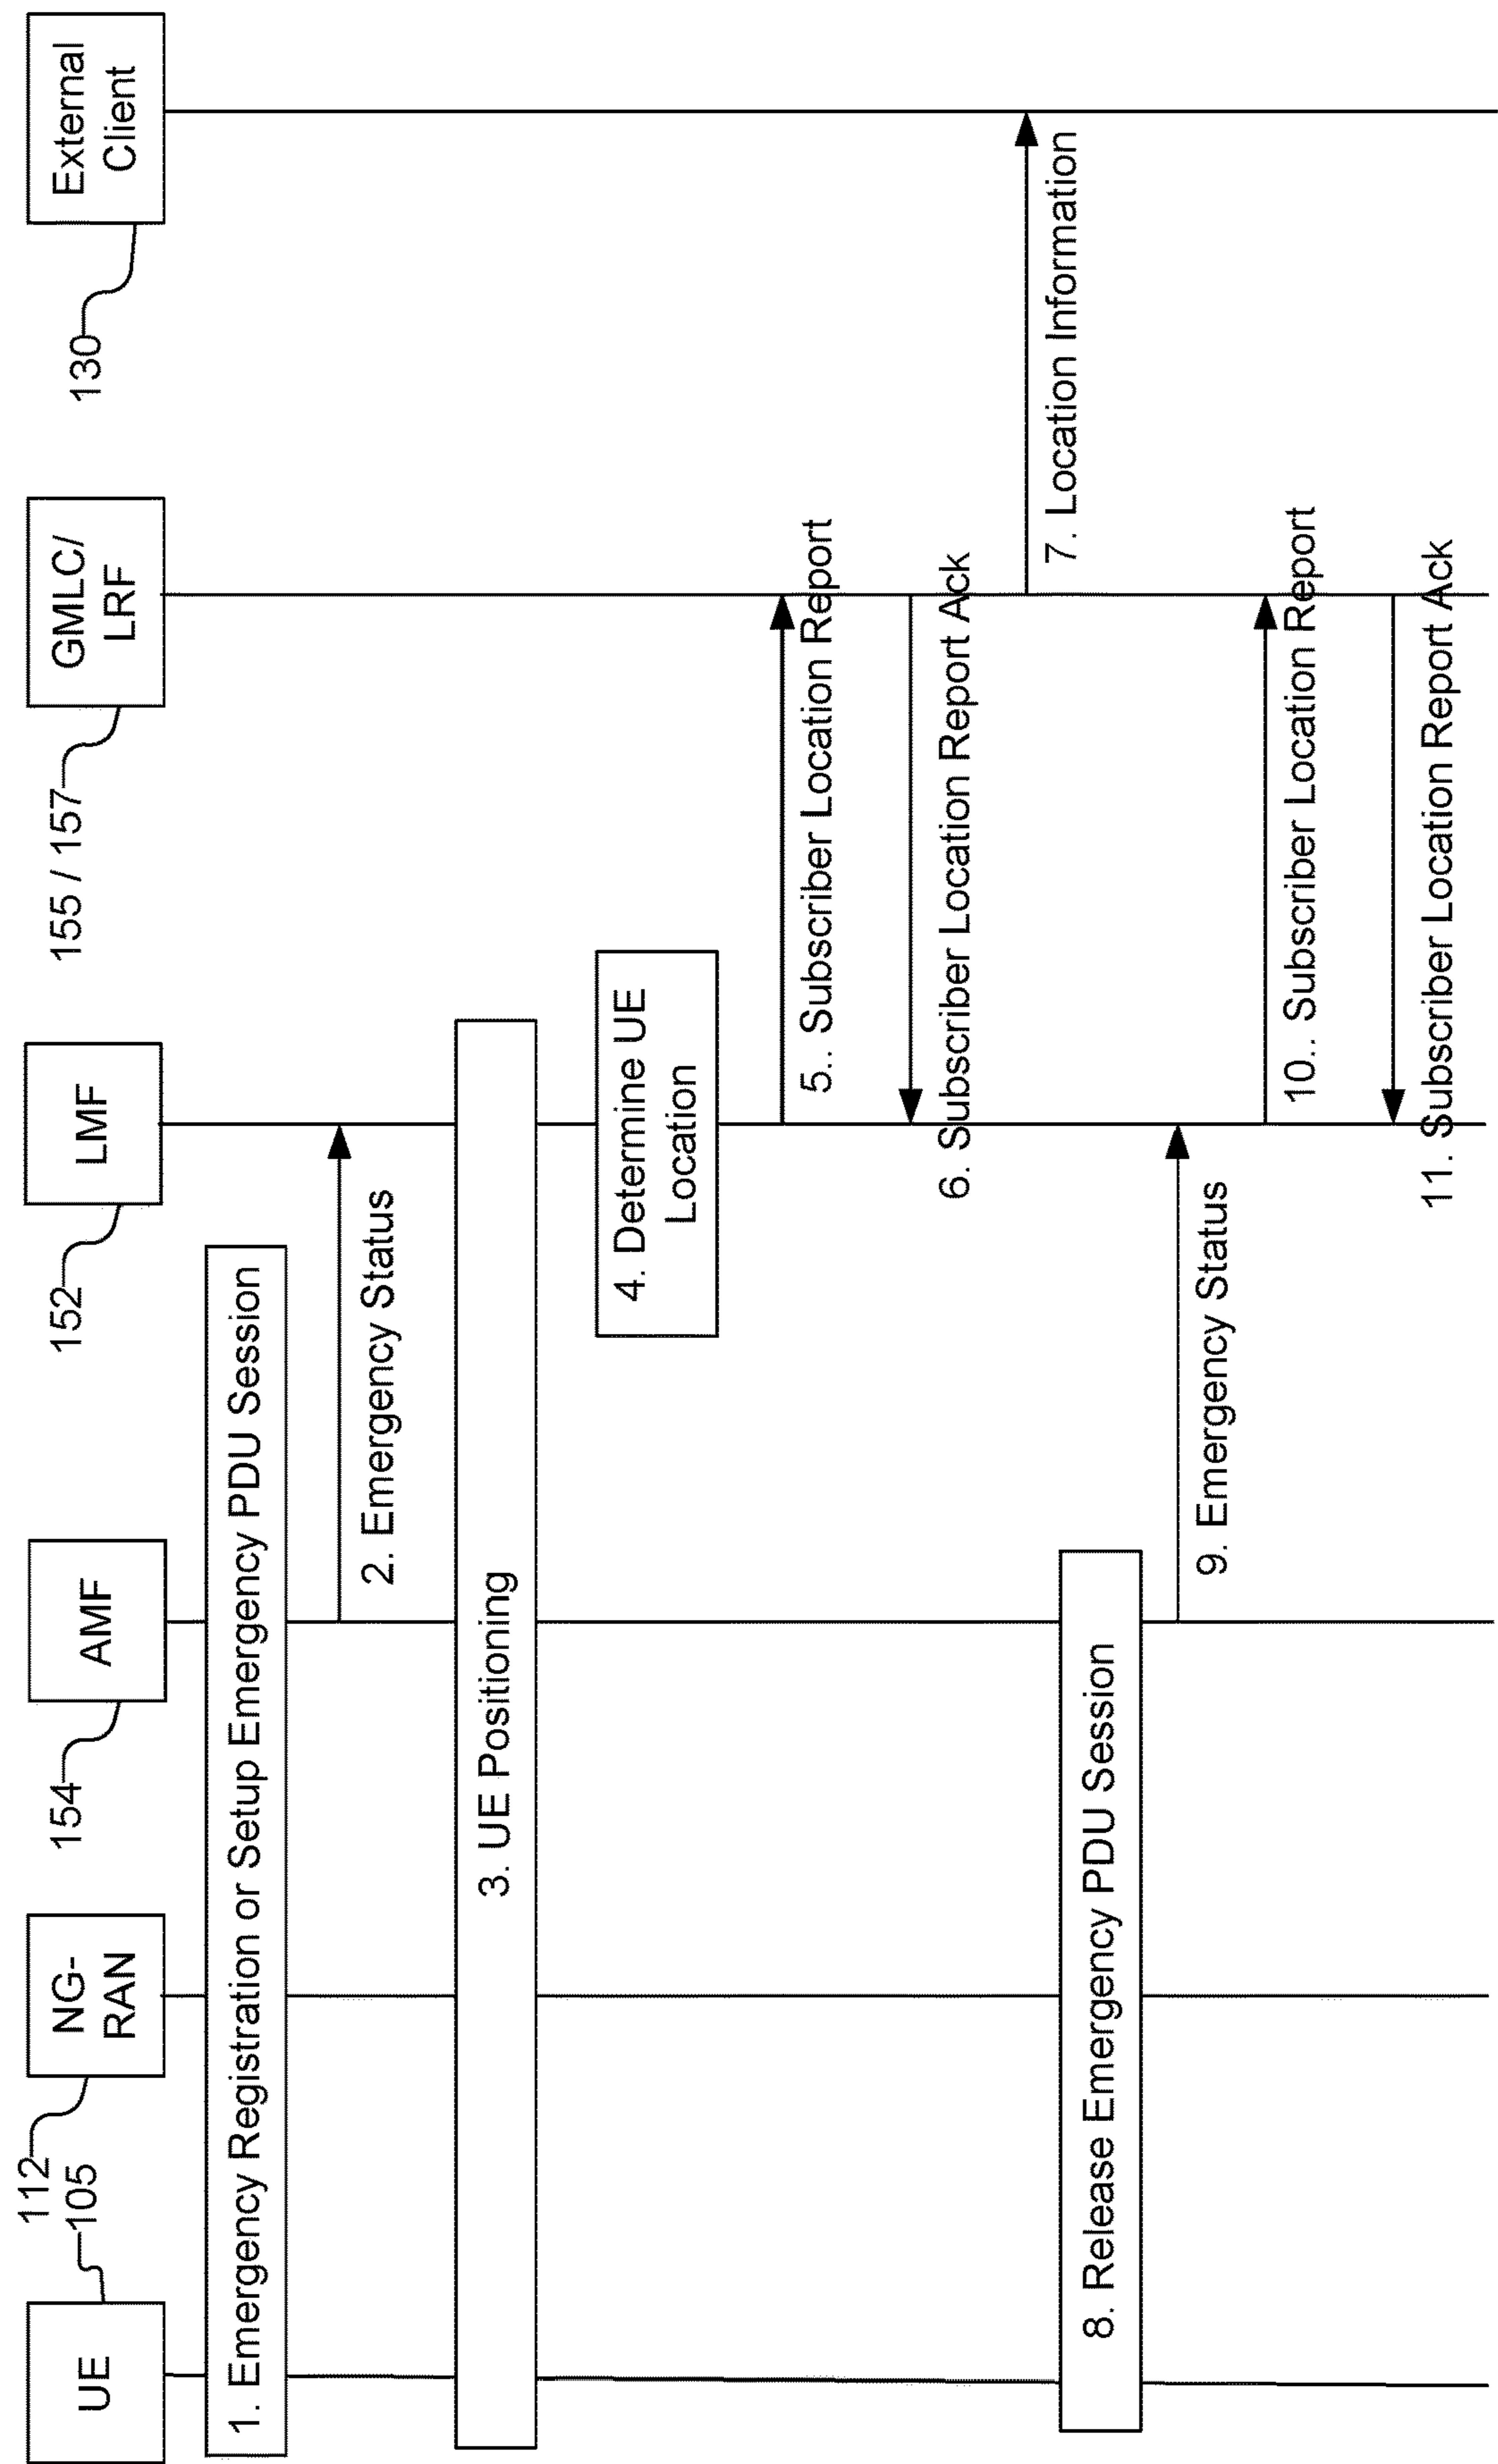 UE
NG-
RAN
AMF
LMF
GMLC/
LRF
External
Client
105
112
154
152
155 / 157
130
1. Emergency Registration or Setup Emergency PDU Session
2. Emergency Status
3. UE Positioning
4. Determine UE
Location
5.. Subscriber Location Report
6. Subscriber Location Report Ack
7. Location Information
8. Release Emergency PDU Session
9. Emergency Status
10.. Subscriber Location Report
11. Subscriber Location Report Ack